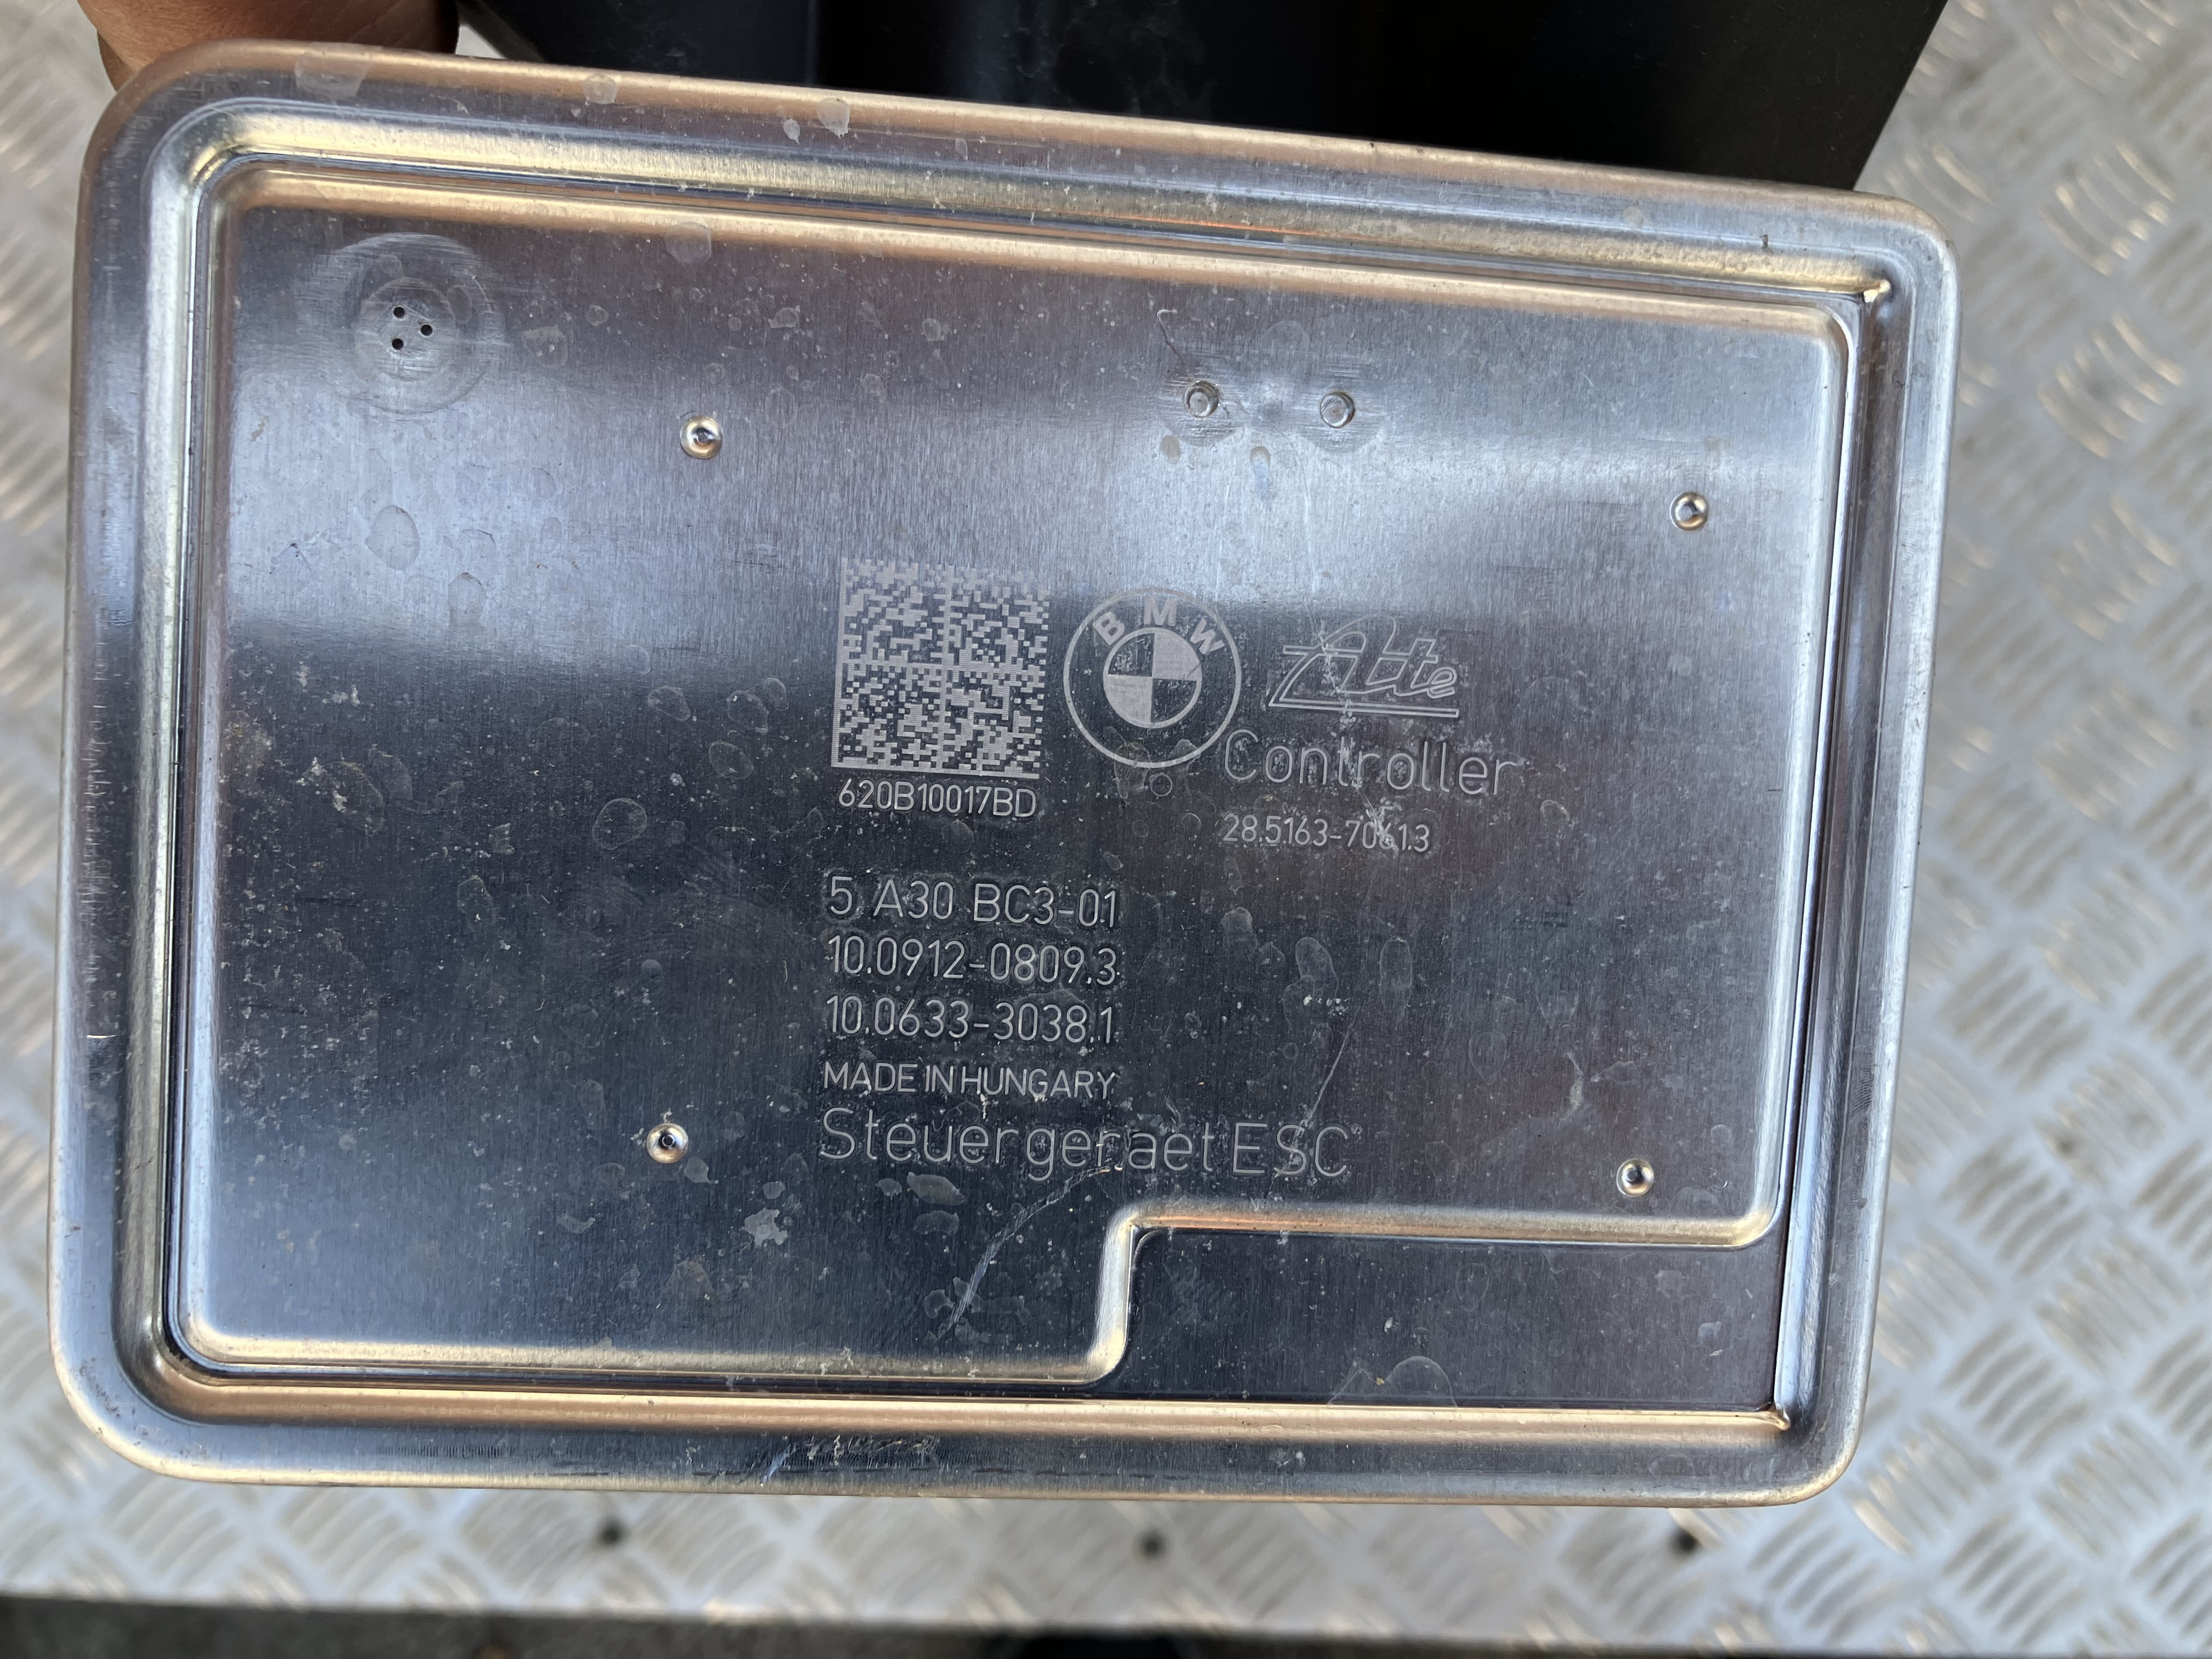 BMW
Ate
Controller
620B10017BD
28.5163-7061.3
5 A30 BC3-01
10.0912-0809.3
10.0633-3038.1
MADE IN HUNGARY
Steuergeraet ESC